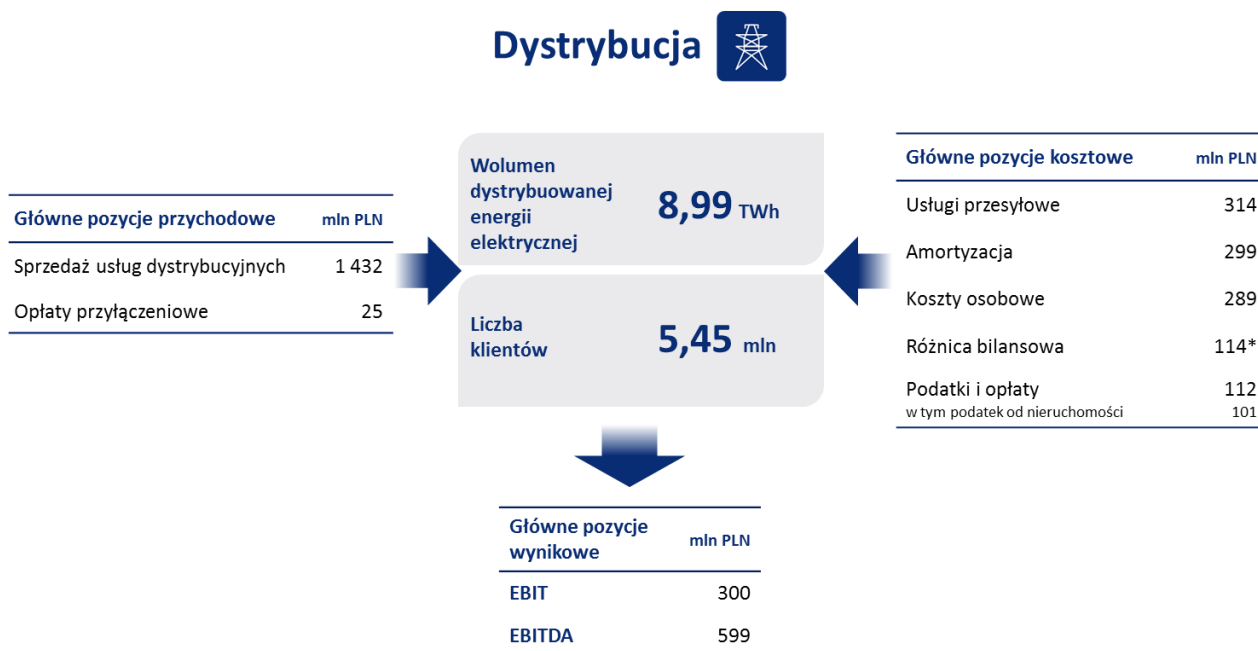 Dystrybucja
Główne pozycje przychodowe mln PLN
Sprzedaż usług dystrybucyjnych 1 432
Opłaty przyłączeniowe 25
Wolumen
dystrybuowanej
energii
elektrycznej
8,99 TWh
Liczba
klientów
5,45 mln
Główne pozycje kosztowe mln PLN
Usługi przesyłowe 314
Amortyzacja 299
Koszty osobowe 289
Różnica bilansowa 114*
Podatki i opłaty 112
w tym podatek od nieruchomości 101
Główne pozycje
wynikowe
mln PLN
EBIT 300
EBITDA 599